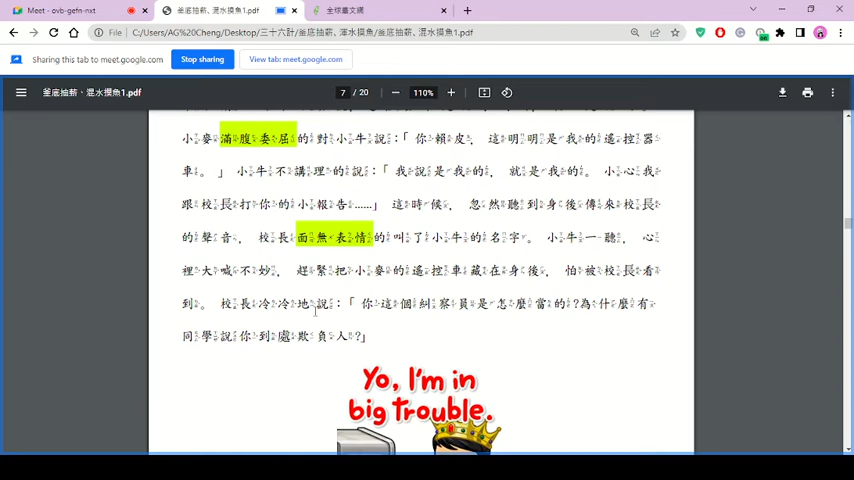 Meet - ovb-gefn-nxt
釜底抽薪、混水摸魚1.pdf
全球臺文網
File
C:/Users/AG%20Cheng/Desktop/三十六計/釜底抽薪、渾水摸魚/釜底抽薪、混水摸魚1.pdf
Sharing this tab to meet.google.com
Stop sharing
View tab: meet.google.com
釜底抽薪、混水摸魚1.pdf
7 / 20
110%
小麥滿腹委屈的對小牛說：「你賴皮，這明明是我的遙控器
車。」小牛不講理的說：「我說是我的，就是我的。小心我
跟校長打你的小報告……」這時候，忽然聽到身後傳來校長
的聲音，校長面無表情的叫了小牛的名字。小牛一聽，心
裡大喊不妙，趕緊把小麥的遙控車藏在身後，怕被校長看
到。校長冷冷地說：「你這個糾察員是怎麼當的？為什麼有
同學說你到處欺負人？」
Yo, I'm in
big trouble.